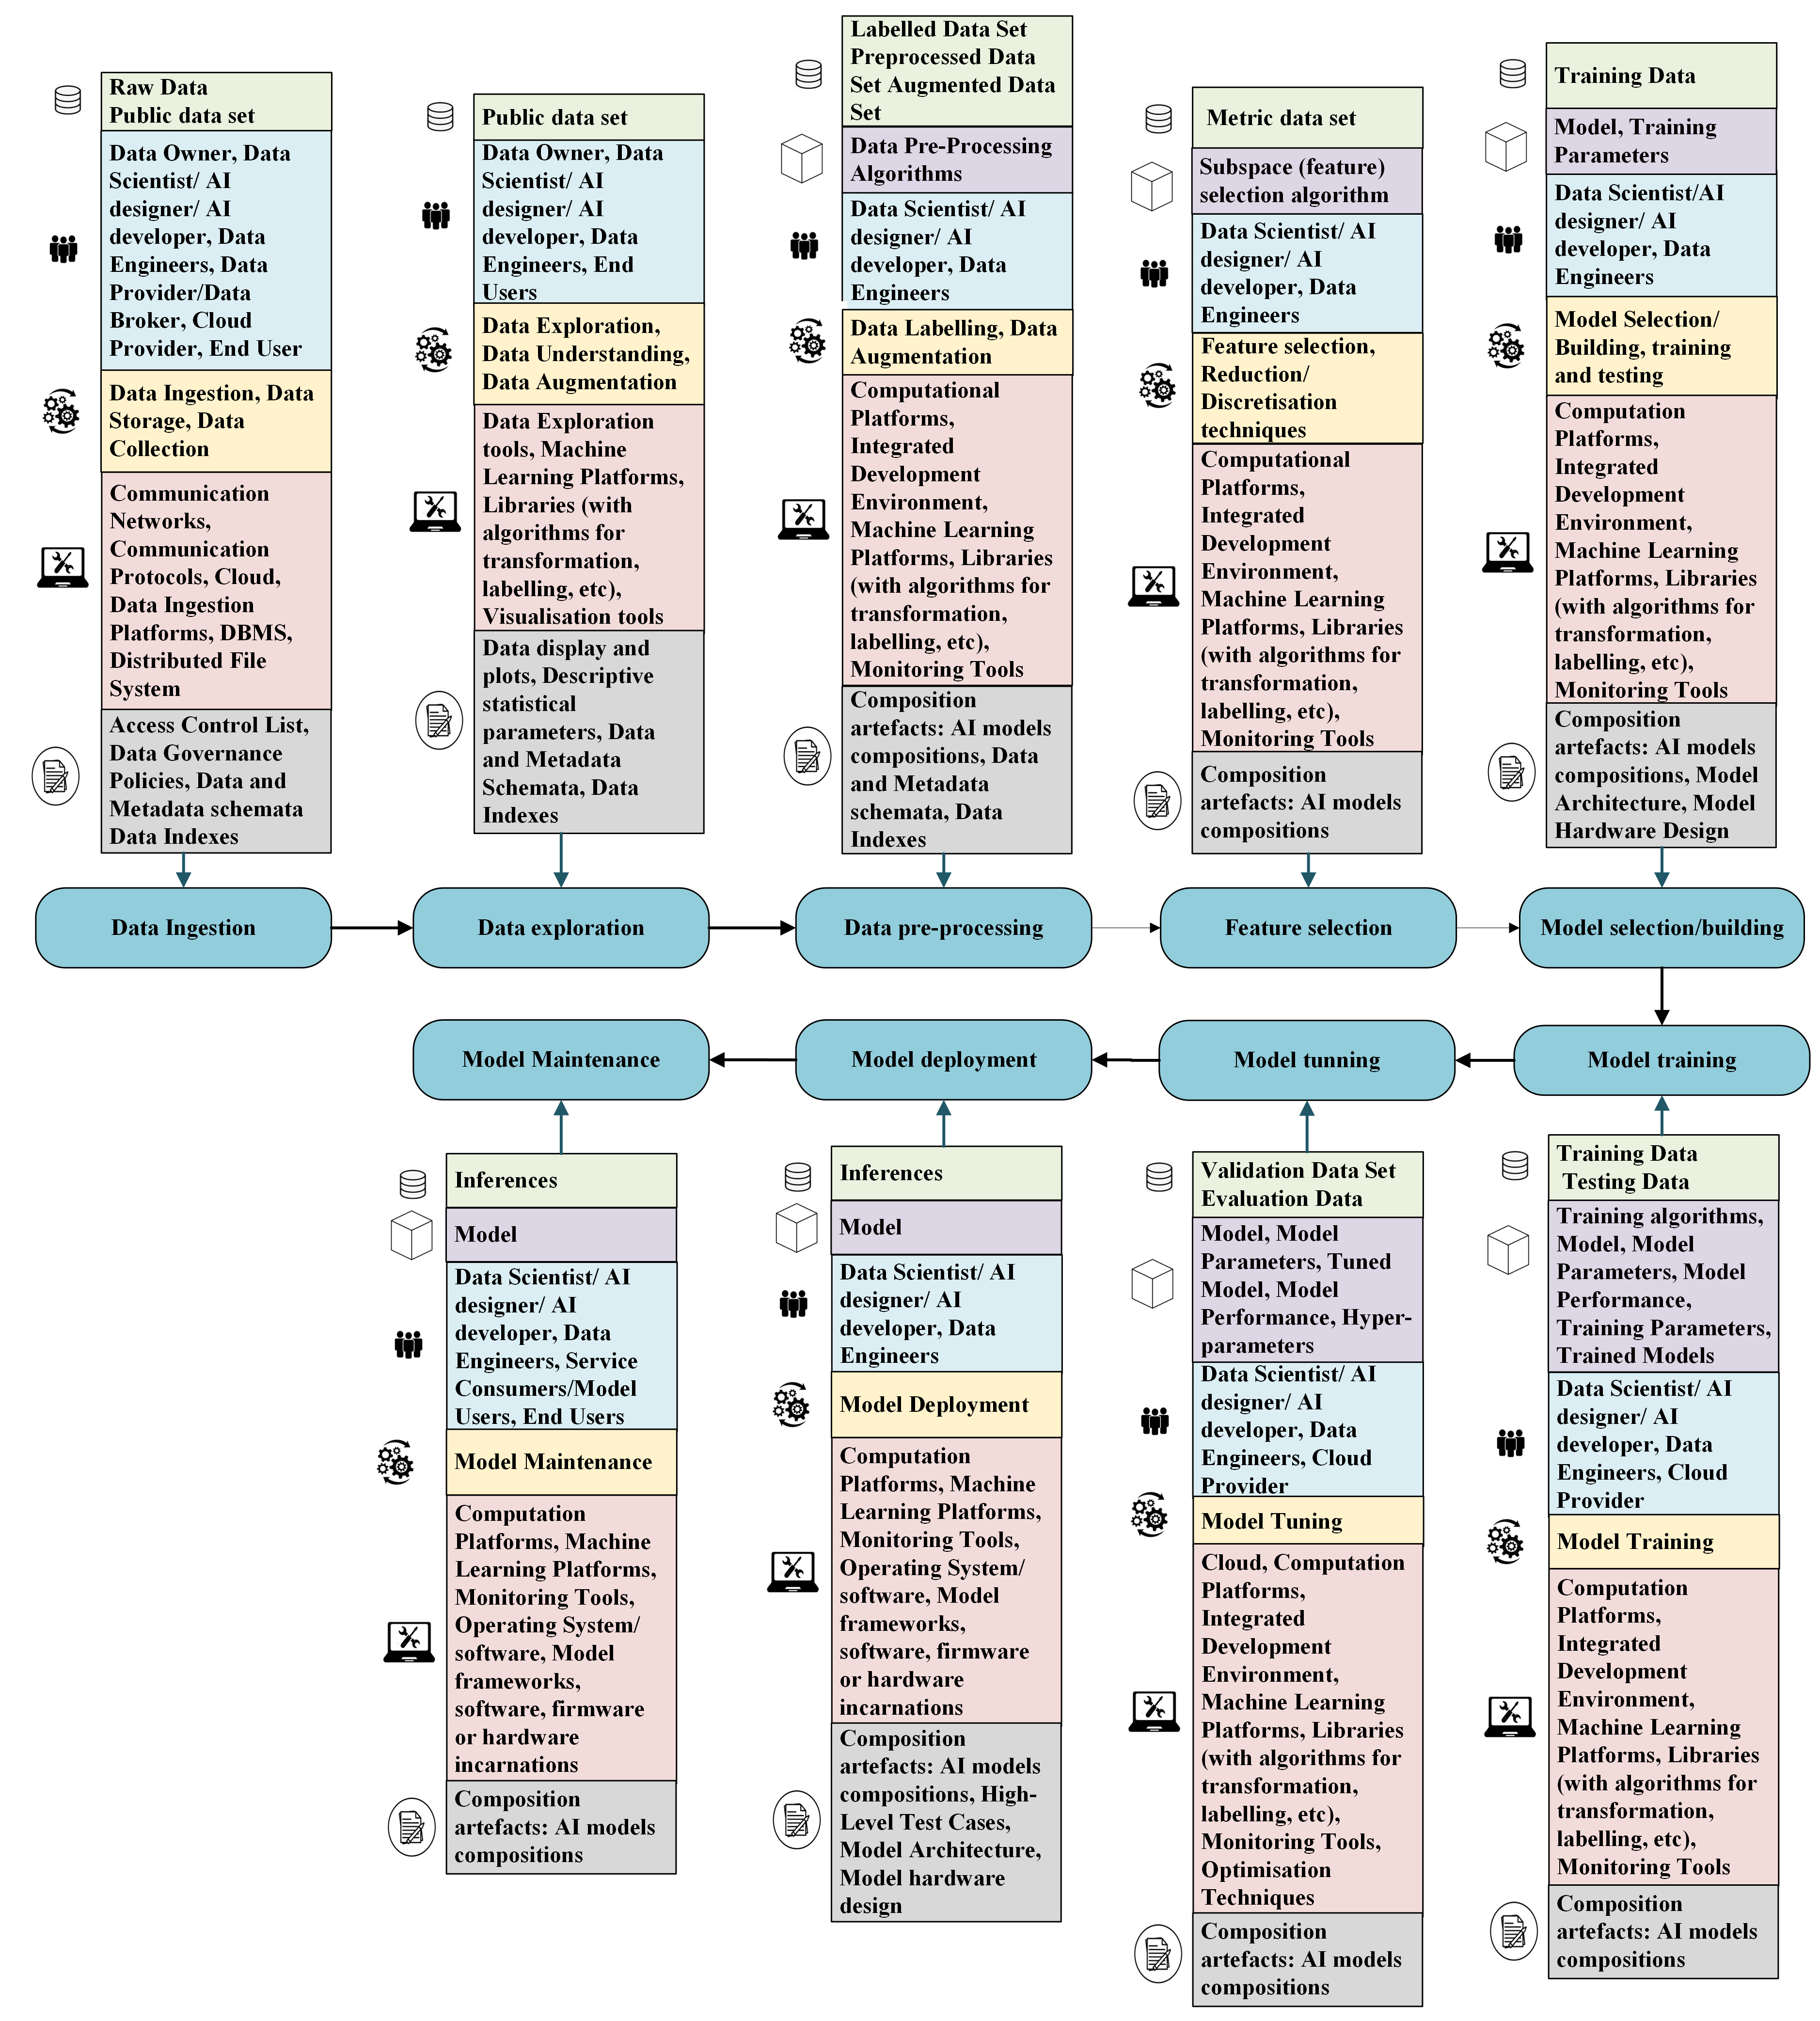 Raw Data
Public data set
Data Owner, Data
Scientist/ AI
designer/ AI
developer, Data
Engineers, Data
Provider/Data
Broker, Cloud
Provider, End User
Data Ingestion, Data
Storage, Data
Collection
Communication
Networks,
Communication
Protocols, Cloud,
Data Ingestion
Platforms, DBMS,
Distributed File
System
Access Control List,
Data Governance
Policies, Data and
Metadata schemata
Data Indexes
Public data set
Data Owner, Data
Scientist/ AI
designer/ AI
developer, Data
Engineers, End
Users
Data Exploration,
Data Understanding,
Data Augmentation
Data Exploration
tools, Machine
Learning Platforms,
Libraries (with
algorithms for
transformation,
labelling, etc),
Visualisation tools
Data display and
plots, Descriptive
statistical
parameters, Data
and Metadata
Schemata, Data
Indexes
Labelled Data Set
Preprocessed Data
Set Augmented Data
Set
Data Pre-Processing
Algorithms
Data Scientist/ AI
designer/ AI
developer, Data
Engineers
Data Labelling, Data
Augmentation
Computational
Platforms,
Integrated
Development
Environment,
Machine Learning
Platforms, Libraries
(with algorithms for
transformation,
labelling, etc),
Monitoring Tools
Composition
artefacts: AI models
compositions, Data
and Metadata
schemata, Data
Indexes
Metric data set
Subspace (feature)
selection algorithm
Data Scientist/ AI
designer/ AI
developer, Data
Engineers
Feature selection,
Reduction/
Discretisation
techniques
Computational
Platforms,
Integrated
Development
Environment,
Machine Learning
Platforms, Libraries
(with algorithms for
transformation,
labelling, etc),
Monitoring Tools
Composition
artefacts: AI models
compositions
Training Data
Model, Training
Parameters
Data Scientist/AI
designer/ AI
developer, Data
Engineers
Model Selection/
Building, training
and testing
Computation
Platforms,
Integrated
Development
Environment,
Machine Learning
Platforms, Libraries
(with algorithms for
transformation,
labelling, etc),
Monitoring Tools
Composition
artefacts: AI models
compositions, Model
Architecture, Model
Hardware Design
Data Ingestion
Data exploration
Data pre-processing
Feature selection
Model selection/building
Model Maintenance
Model deployment
Model tunning
Model training
Inferences
Model
Data Scientist/ AI
designer/ AI
developer, Data
Engineers, Service
Consumers/Model
Users, End Users
Model Maintenance
Computation
Platforms, Machine
Learning Platforms,
Monitoring Tools,
Operating System/
software, Model
frameworks,
software, firmware
or hardware
incarnations
Composition
artefacts: AI models
compositions
Inferences
Model
Data Scientist/ AI
designer/ AI
developer, Data
Engineers
Model Deployment
Computation
Platforms, Machine
Learning Platforms,
Monitoring Tools,
Operating System/
software, Model
frameworks,
software, firmware
or hardware
incarnations
Composition
artefacts: AI models
compositions, High-
Level Test Cases,
Model Architecture,
Model hardware
design
Validation Data Set
Evaluation Data
Model, Model
Parameters, Tuned
Model, Model
Performance, Hyper-
parameters
Data Scientist/ AI
designer/ AI
developer, Data
Engineers, Cloud
Provider
Model Tuning
Cloud, Computation
Platforms,
Integrated
Development
Environment,
Machine Learning
Platforms, Libraries
(with algorithms for
transformation,
labelling, etc),
Monitoring Tools,
Optimisation
Techniques
Composition
artefacts: AI models
compositions
Training Data
Testing Data
Training algorithms,
Model, Model
Parameters, Model
Performance,
Training Parameters,
Trained Models
Data Scientist/ AI
designer/ AI
developer, Data
Engineers, Cloud
Provider
Model Training
Computation
Platforms,
Integrated
Development
Environment,
Machine Learning
Platforms, Libraries
(with algorithms for
transformation,
labelling, etc),
Monitoring Tools
Composition
artefacts: AI models
compositions